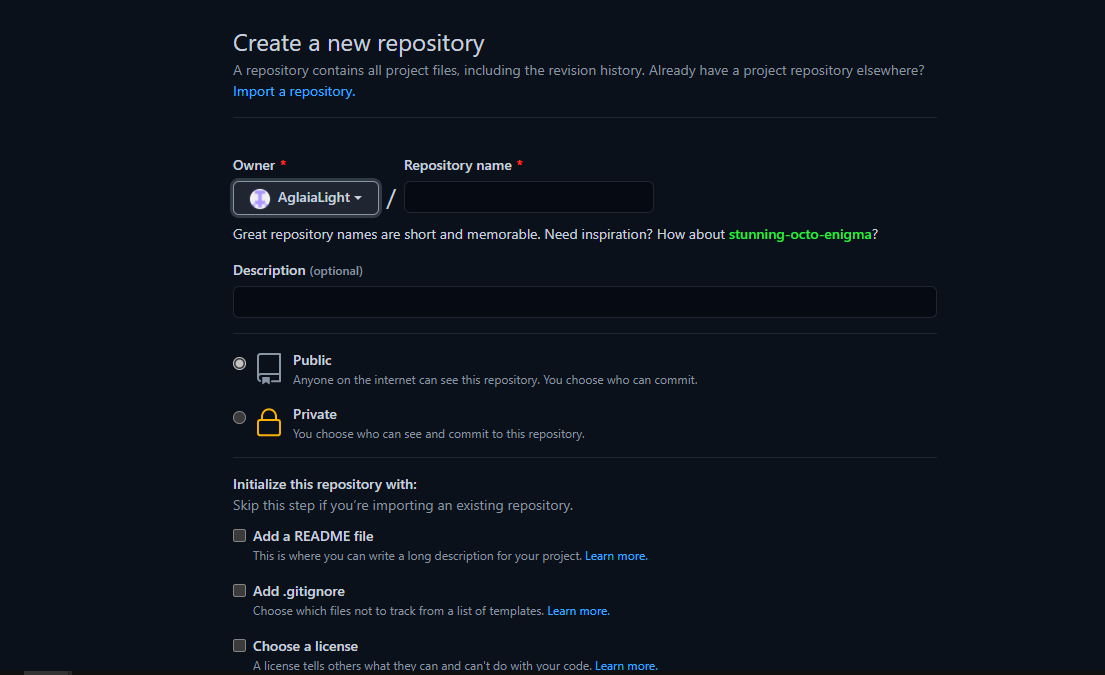 Create a new repository
A repository contains all project files, including the revision history. Already have a project repository elsewhere?
Import a repository.
Owner * Repository name *
AglaiaLight /
Great repository names are short and memorable. Need inspiration? How about stunning-octo-enigma?
Description (optional)
Public
Anyone on the internet can see this repository. You choose who can commit.
Private
You choose who can see and commit to this repository.
Initialize this repository with:
Skip this step if you’re importing an existing repository.
Add a README file
This is where you can write a long description for your project. Learn more.
Add .gitignore
Choose which files not to track from a list of templates. Learn more.
Choose a license
A license tells others what they can and can't do with your code. Learn more.